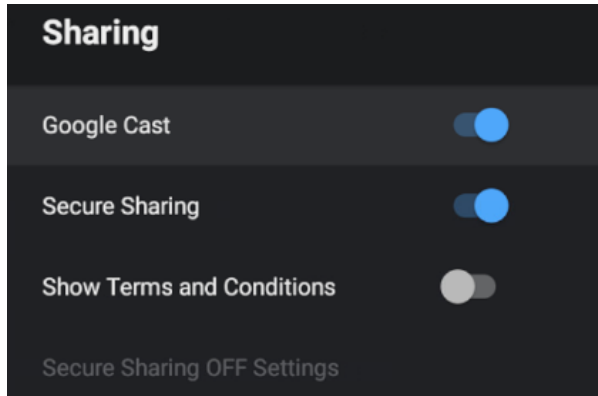 Sharing
Google Cast
Secure Sharing
Show Terms and Conditions
Secure Sharing OFF Settings